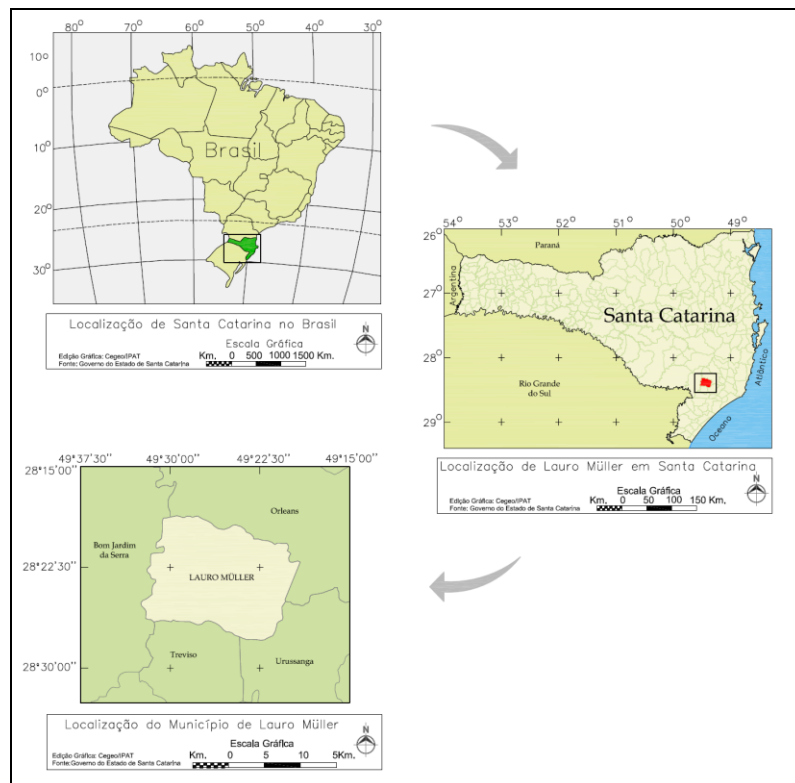 80° 70° 60° 50° 40° 30°
10°
0°
10°
20°
30°
Brasil
Localização de Santa Catarina no Brasil
Escala Gráfica
N
Edição Gráfica: Cegeo/IPAT
Fonte: Governo do Estado de Santa Catarina
Km. 0 500 1000 1500 Km.
54° 53° 52° 51° 50° 49°
26°
27°
28°
29°
Paraná
Argentina
Santa Catarina
Rio Grande
do Sul
Oceano
Atlântico
Localização de Lauro Müller em Santa Catarina
Escala Gráfica
N
Edição Gráfica: Cegeo/IPAT
Fonte: Governo do Estado de Santa Catarina
Km. 0 50 100 150 Km.
49°37'30'' 49°30'00'' 49°22'30'' 49°15'00''
28°15'00''
28°22'30''
28°30'00''
Orleans
Bom Jardim
da Serra
LAURO MÜLLER
Treviso
Urussanga
Localização do Município de Lauro Müller
Escala Gráfica
N
Edição Gráfica: Cegeo/IPAT
Fonte:Governo do Estado de Santa Catarina
Km. 0 5 10 5Km.